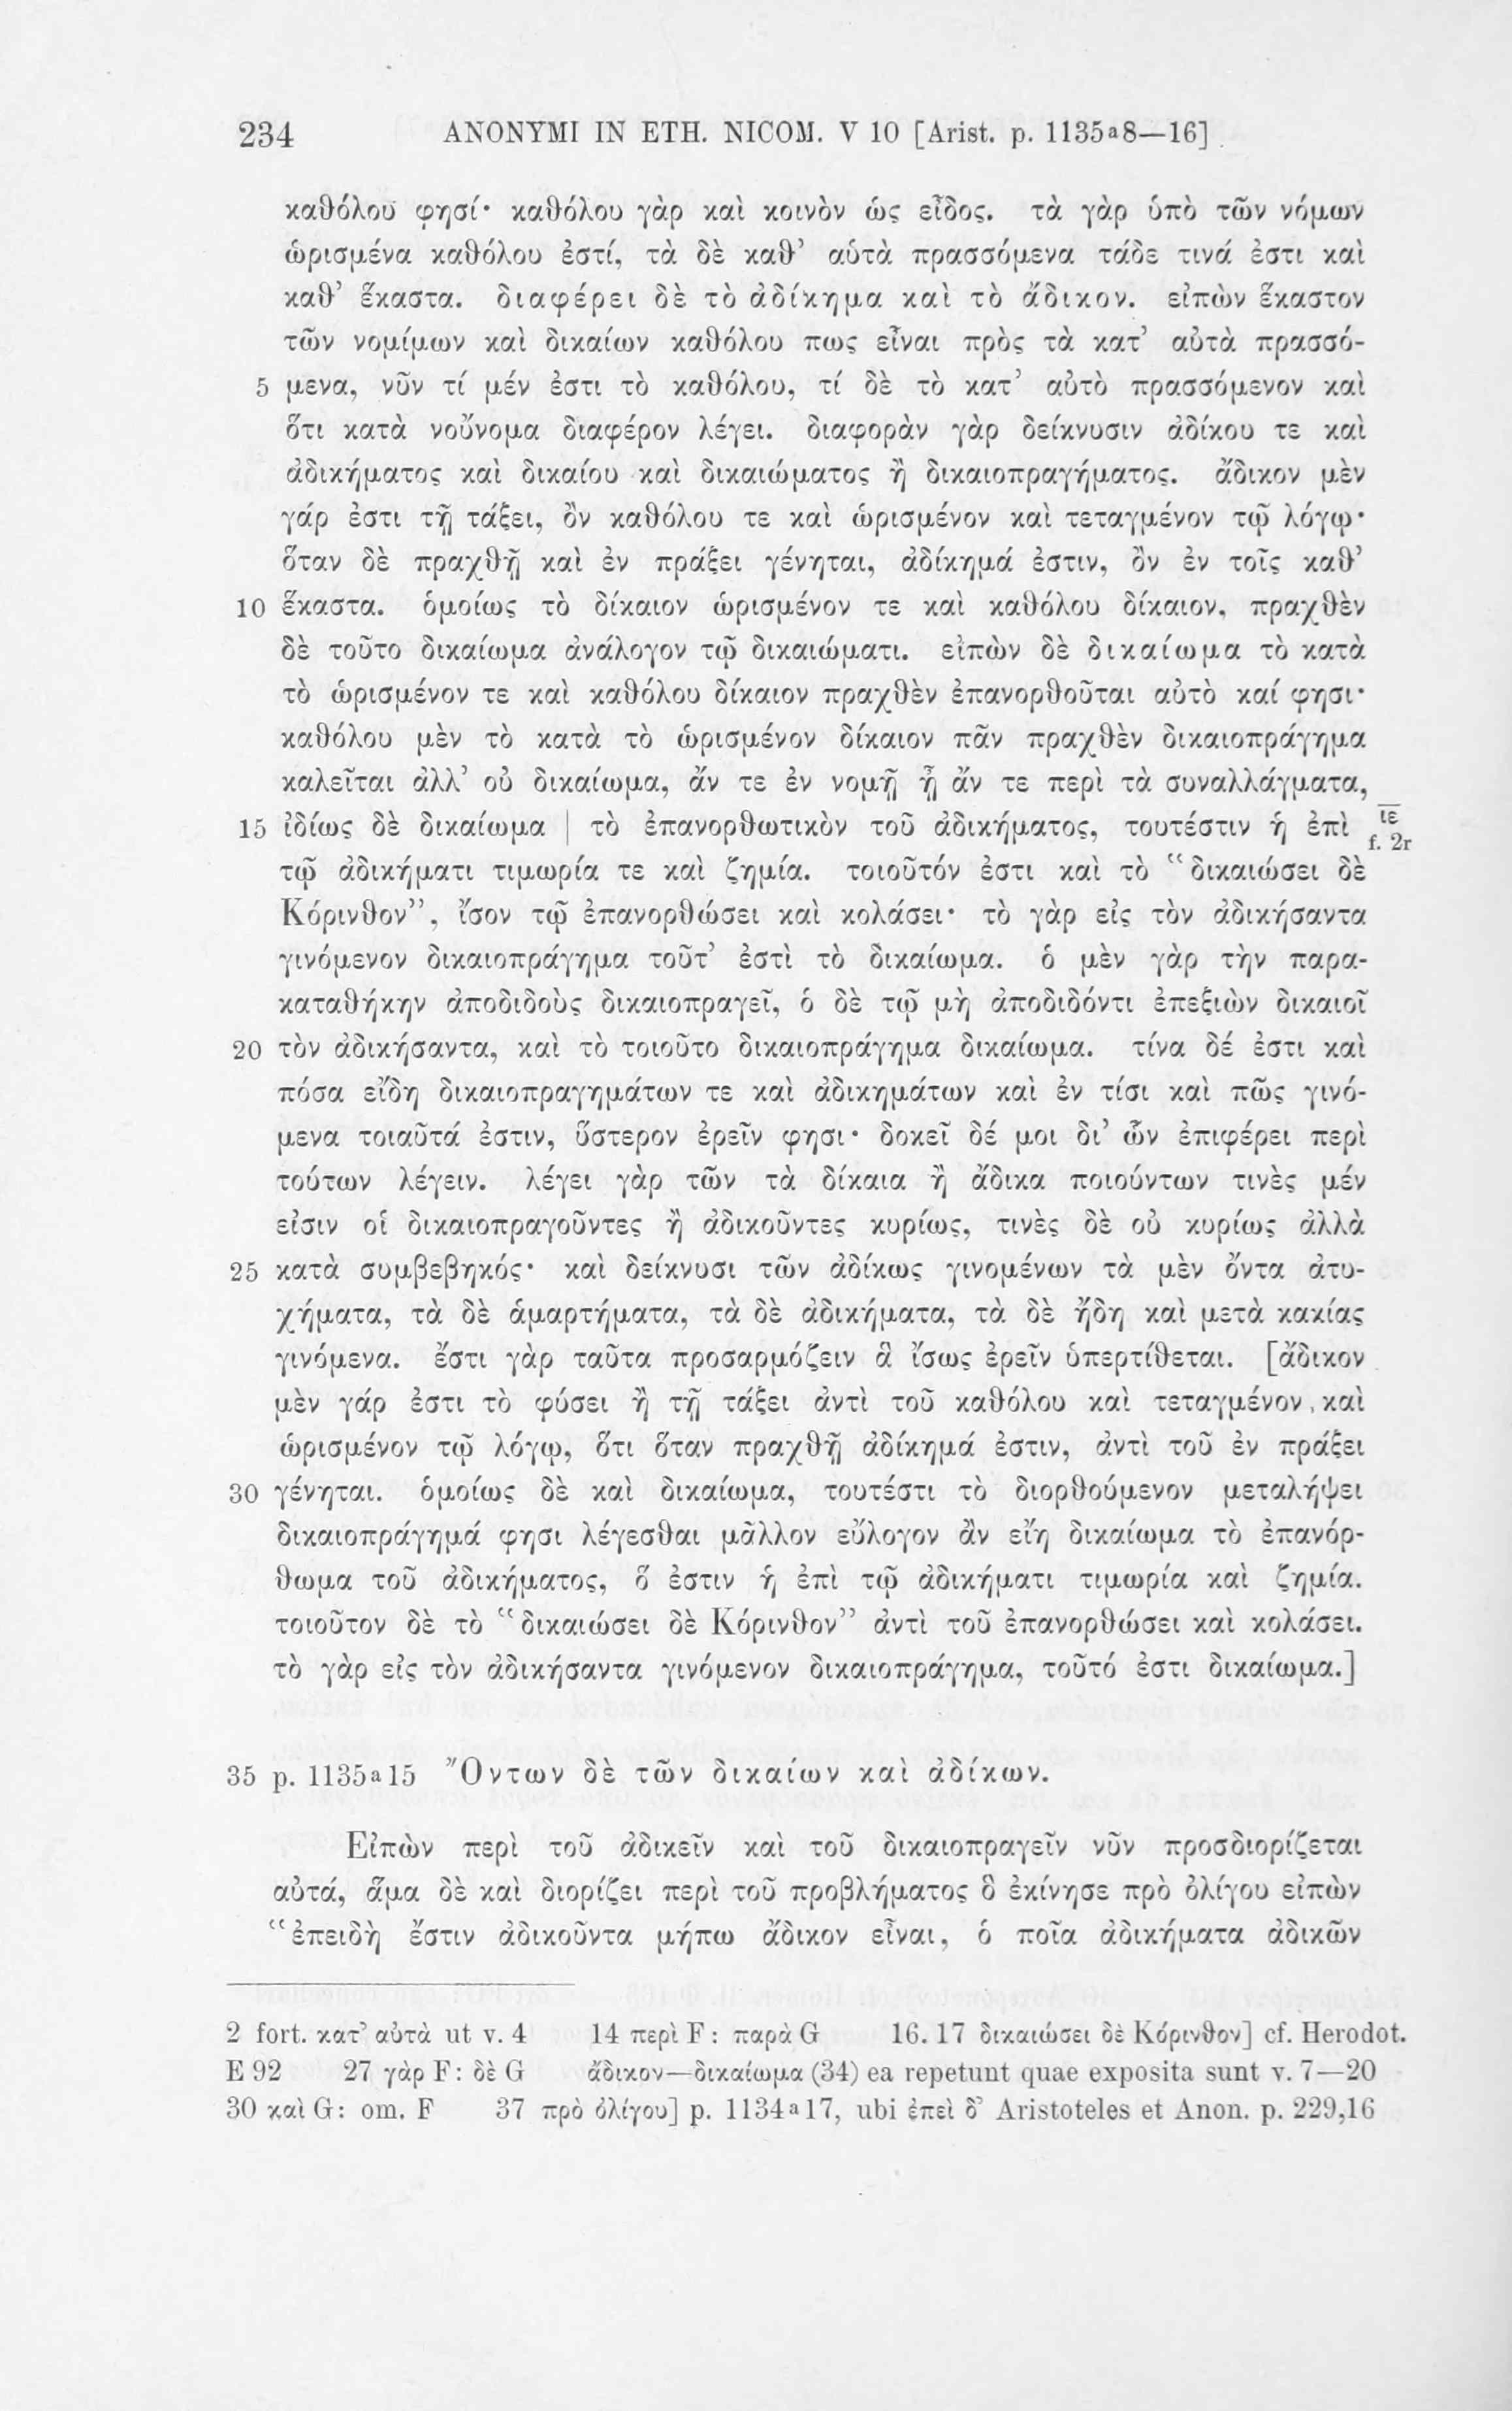 234 ANONYMI IN ETH. NICOM. V 10 [Arist. p. 1135a8—16]
καθόλου φησί· καθόλου γὰρ καὶ κοινὸν ὡς εἶδος. τὰ γὰρ ὑπὸ τῶν νόμων
ὡρισμένα καθόλου ἐστί, τὰ δὲ καθ’ αὑτὰ πρασσόμενα τάδε τινά ἐστι καὶ
καθ’ ἕκαστα. διαφέρει δὲ τὸ ἀδίκημα καὶ τὸ ἄδικον. εἰπὼν ἕκαστον
τῶν νομίμων καὶ δικαίων καθόλου πως εἶναι πρὸς τὰ κατ’ αὐτὰ πρασσό-
5 μενα, νῦν τί μέν ἐστι τὸ καθόλου, τί δὲ τὸ κατ’ αὐτὸ πρασσόμενον καὶ
ὅτι κατὰ νοὔνομα διαφέρον λέγει. διαφορὰν γὰρ δείκνυσιν ἀδίκου τε καὶ
ἀδικήματος καὶ δικαίου καὶ δικαιώματος ἢ δικαιοπραγήματος. ἄδικον μὲν
γάρ ἐστι τῇ τάξει, ὂν καθόλου τε καὶ ὡρισμένον καὶ τεταγμένον τῷ λόγῳ·
ὅταν δὲ πραχθῇ καὶ ἐν πράξει γένηται, ἀδίκημά ἐστιν, ὂν ἐν τοῖς καθ’
10 ἕκαστα. ὁμοίως τὸ δίκαιον ὡρισμένον τε καὶ καθόλου δίκαιον, πραχθὲν
δὲ τοῦτο δικαίωμα ἀνάλογον τῷ δικαιώματι. εἰπὼν δὲ δικαίωμα τὸ κατὰ
τὸ ὡρισμένον τε καὶ καθόλου δίκαιον πραχθὲν ἐπανορθοῦται αὐτὸ καί φησι·
καθόλου μὲν τὸ κατὰ τὸ ὡρισμένον δίκαιον πᾶν πραχθὲν δικαιοπράγημα
καλεῖται ἀλλ’ οὐ δικαίωμα, ἄν τε ἐν νομῇ ᾖ ἄν τε περὶ τὰ συναλλάγματα,
15 ἰδίως δὲ δικαίωμα | τὸ ἐπανορθωτικὸν τοῦ ἀδικήματος, τουτέστιν ἡ ἐπὶ ιε f. 2r
τῷ ἀδικήματι τιμωρία τε καὶ ζημία. τοιοῦτόν ἐστι καὶ τὸ “δικαιώσει δὲ
Κόρινθον”, ἴσον τῷ ἐπανορθώσει καὶ κολάσει· τὸ γὰρ εἰς τὸν ἀδικήσαντα
γινόμενον δικαιοπράγημα τοῦτ’ ἐστὶ τὸ δικαίωμα. ὁ μὲν γὰρ τὴν παρα-
καταθήκην ἀποδιδοὺς δικαιοπραγεῖ, ὁ δὲ τῷ μὴ ἀποδιδόντι ἐπεξιὼν δικαιοῖ
20 τὸν ἀδικήσαντα, καὶ τὸ τοιοῦτο δικαιοπράγημα δικαίωμα. τίνα δέ ἐστι καὶ
πόσα εἴδη δικαιοπραγημάτων τε καὶ ἀδικημάτων καὶ ἐν τίσι καὶ πῶς γινό-
μενα τοιαῦτά ἐστιν, ὕστερον ἐρεῖν φησι· δοκεῖ δέ μοι δι’ ὧν ἐπιφέρει περὶ
τούτων λέγειν. λέγει γὰρ τῶν τὰ δίκαια ἢ ἄδικα ποιούντων τινὲς μέν
εἰσιν οἱ δικαιοπραγοῦντες ἢ ἀδικοῦντες κυρίως, τινὲς δὲ οὐ κυρίως ἀλλὰ
25 κατὰ συμβεβηκός· καὶ δείκνυσι τῶν ἀδίκως γινομένων τὰ μὲν ὄντα ἀτυ-
χήματα, τὰ δὲ ἁμαρτήματα, τὰ δὲ ἀδικήματα, τὰ δὲ ἤδη καὶ μετὰ κακίας
γινόμενα. ἔστι γὰρ ταῦτα προσαρμόζειν ἃ ἴσως ἐρεῖν ὑπερτίθεται. [ἄδικον
μὲν γάρ ἐστι τὸ φύσει ἢ τῇ τάξει ἀντὶ τοῦ καθόλου καὶ τεταγμένον, καὶ
ὡρισμένον τῷ λόγῳ, ὅτι ὅταν πραχθῇ ἀδίκημά ἐστιν, ἀντὶ τοῦ ἐν πράξει
30 γένηται. ὁμοίως δὲ καὶ δικαίωμα, τουτέστι τὸ διορθούμενον μεταλήψει
δικαιοπράγημά φησι λέγεσθαι μᾶλλον εὔλογον ἂν εἴη δικαίωμα τὸ ἐπανόρ-
θωμα τοῦ ἀδικήματος, ὅ ἐστιν ἡ ἐπὶ τῷ ἀδικήματι τιμωρία καὶ ζημία.
τοιοῦτον δὲ τὸ “δικαιώσει δὲ Κόρινθον” ἀντὶ τοῦ ἐπανορθώσει καὶ κολάσει.
τὸ γὰρ εἰς τὸν ἀδικήσαντα γινόμενον δικαιοπράγημα, τοῦτό ἐστι δικαίωμα.]
35 p. 1135a15 Ὄντων δὲ τῶν δικαίων καὶ ἀδίκων.
Εἰπὼν περὶ τοῦ ἀδικεῖν καὶ τοῦ δικαιοπραγεῖν νῦν προσδιορίζεται
αὐτά, ἅμα δὲ καὶ διορίζει περὶ τοῦ προβλήματος ὃ ἐκίνησε πρὸ ὀλίγου εἰπὼν
“ἐπειδὴ ἔστιν ἀδικοῦντα μήπω ἄδικον εἶναι, ὁ ποῖα ἀδικήματα ἀδικῶν
2 fort. κατ’ αὐτὰ ut v. 4 14 περὶ F: παρὰ G 16. 17 δικαιώσει δὲ Κόρινθον] cf. Herodot.
E 92 27 γὰρ F: δὲ G ἄδικον—δικαίωμα (34) ea repetunt quae exposita sunt v. 7—20
30 καὶ G: om. F 37 πρὸ ὀλίγου] p. 1134a17, ubi ἐπεὶ δ’ Aristoteles et Anon. p. 229,16